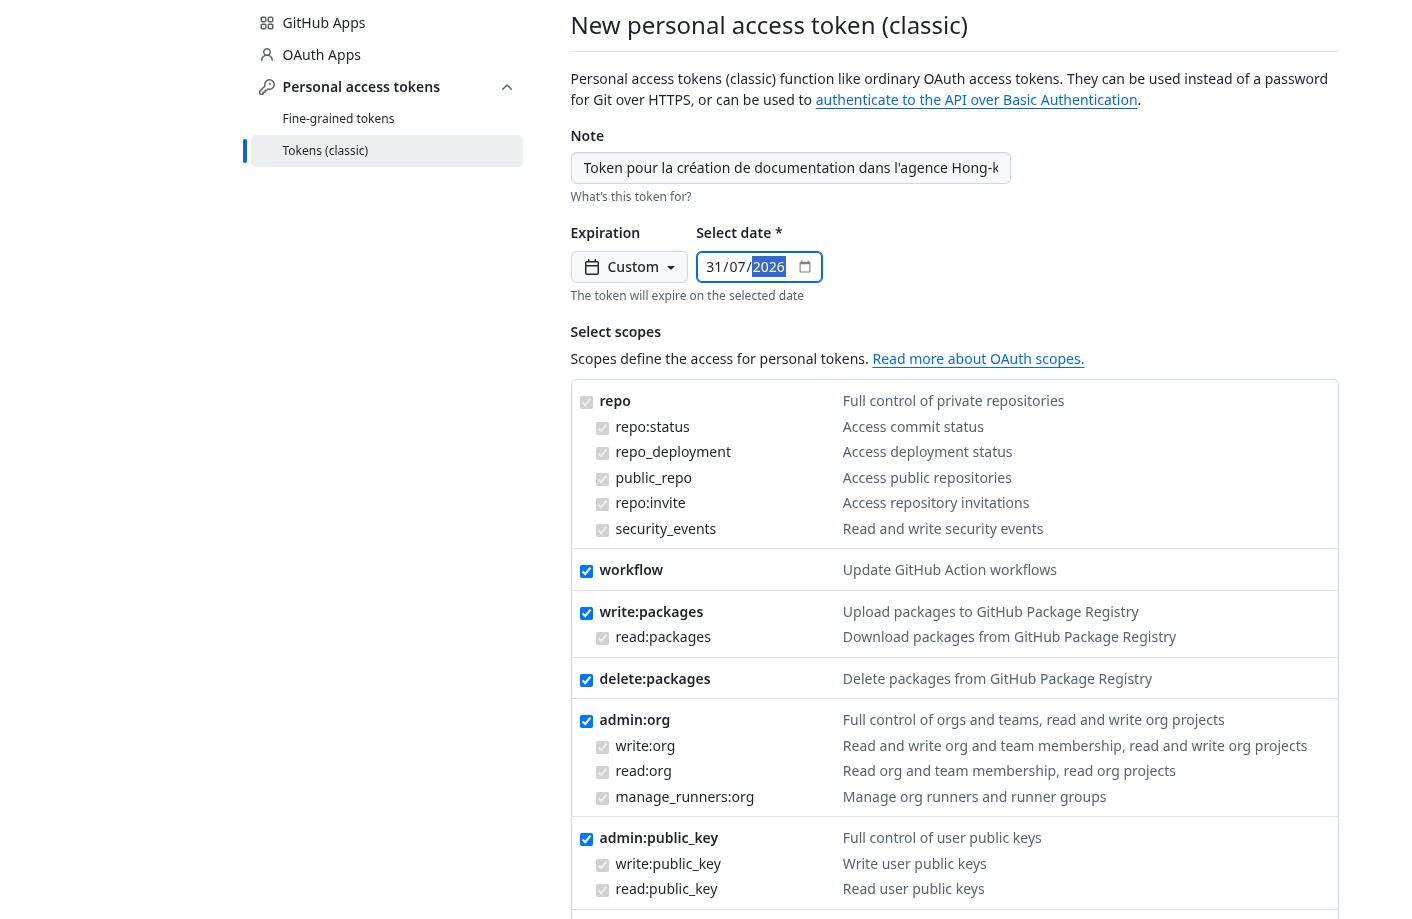 GitHub Apps
OAuth Apps
Personal access tokens
Fine-grained tokens
Tokens (classic)
New personal access token (classic)
Personal access tokens (classic) function like ordinary OAuth access tokens. They can be used instead of a password
for Git over HTTPS, or can be used to authenticate to the API over Basic Authentication.
Note
Token pour la création de documentation dans l'agence Hong-k
What's this token for?
Expiration
Select date *
Custom
31/07/2026
The token will expire on the selected date
Select scopes
Scopes define the access for personal tokens. Read more about OAuth scopes.
repo Full control of private repositories
repo:status Access commit status
repo_deployment Access deployment status
public_repo Access public repositories
repo:invite Access repository invitations
security_events Read and write security events
workflow Update GitHub Action workflows
write:packages Upload packages to GitHub Package Registry
read:packages Download packages from GitHub Package Registry
delete:packages Delete packages from GitHub Package Registry
admin:org Full control of orgs and teams, read and write org projects
write:org Read and write org and team membership, read and write org projects
read:org Read org and team membership, read org projects
manage_runners:org Manage org runners and runner groups
admin:public_key Full control of user public keys
write:public_key Write user public keys
read:public_key Read user public keys